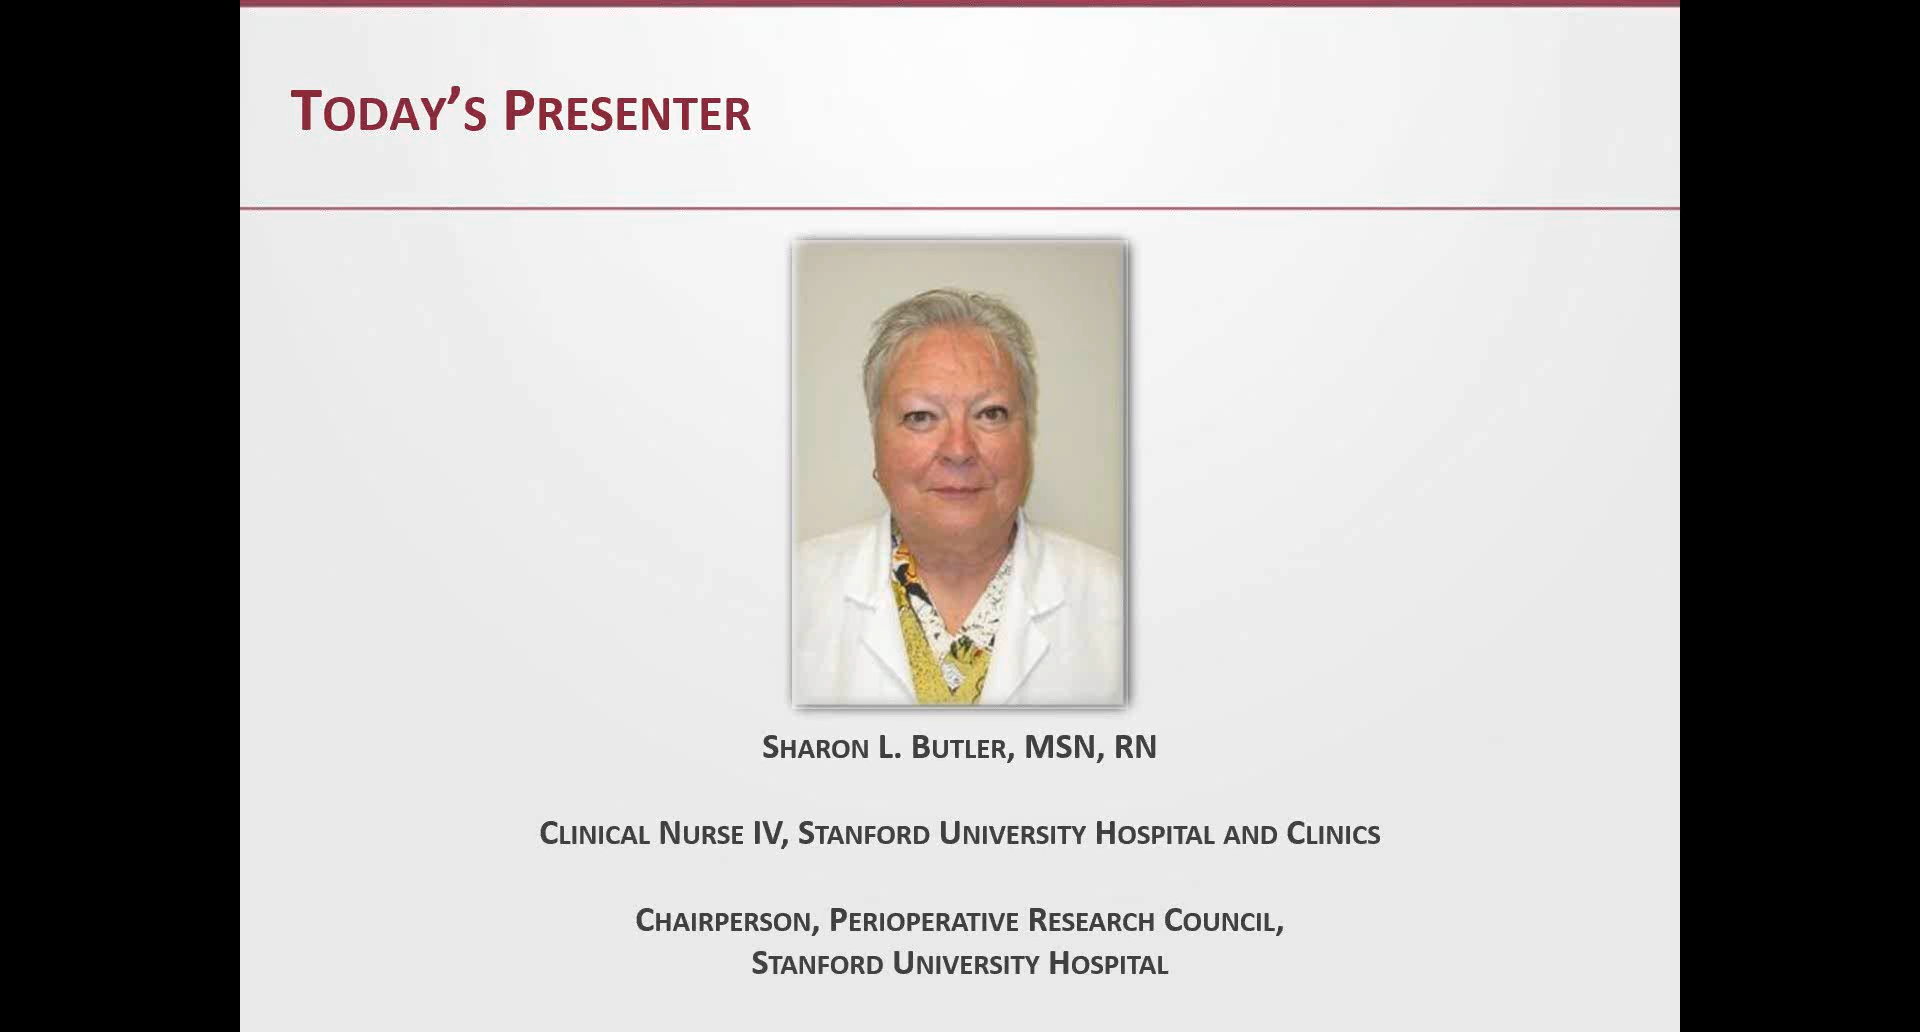 Today's Presenter
Sharon L. Butler, MSN, RN
Clinical Nurse IV, Stanford University Hospital and Clinics
Chairperson, Perioperative Research Council,
Stanford University Hospital